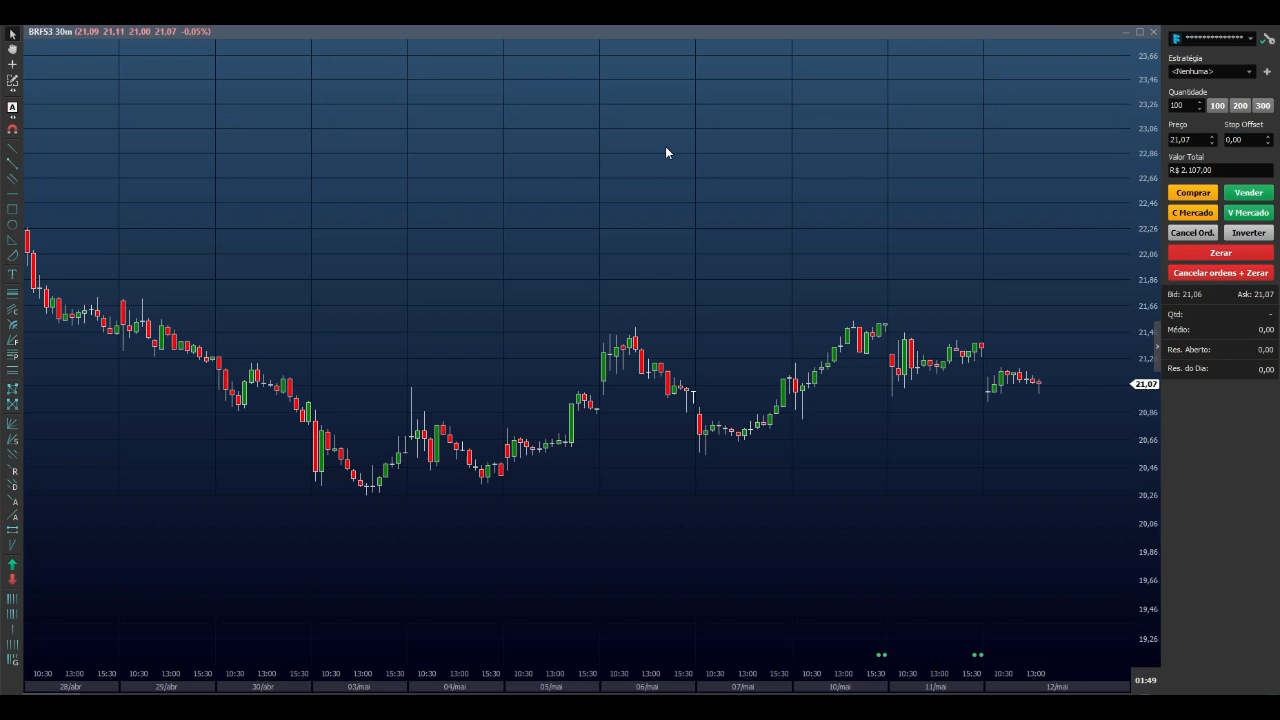 BRFS3 30m (21,09 21,11 21,00 21,07 -0,05%)
23,66
23,46
23,26
23,06
22,86
22,66
22,46
22,26
22,06
21,86
21,66
21,4
21,2
21,07
20,86
20,66
20,46
20,26
20,06
19,86
19,66
19,46
19,26
10:30 13:00 15:30 10:30 13:00 15:30 10:30 13:00 15:30 10:30 13:00 15:30 10:30 13:00 15:30 10:30 13:00 15:30 10:30 13:00 15:30 10:30 13:00 15:30 10:30 13:00 15:30 10:30 13:00 15:30 10:30 13:00
28/abr 29/abr 30/abr 03/mai 04/mai 05/mai 06/mai 07/mai 10/mai 11/mai 12/mai
01:49
**************
Estratégia
<Nenhuma>
Quantidade
100 100 200 300
Preço Stop Offset
21,07 0,00
Valor Total
R$ 2.107,00
Comprar Vender
C Mercado V Mercado
Cancel Ord. Inverter
Zerar
Cancelar ordens + Zerar
Bid: 21,06 Ask: 21,07
Qtd: -
Médio: 0,00
Res. Aberto: 0,00
Res. do Dia: 0,00